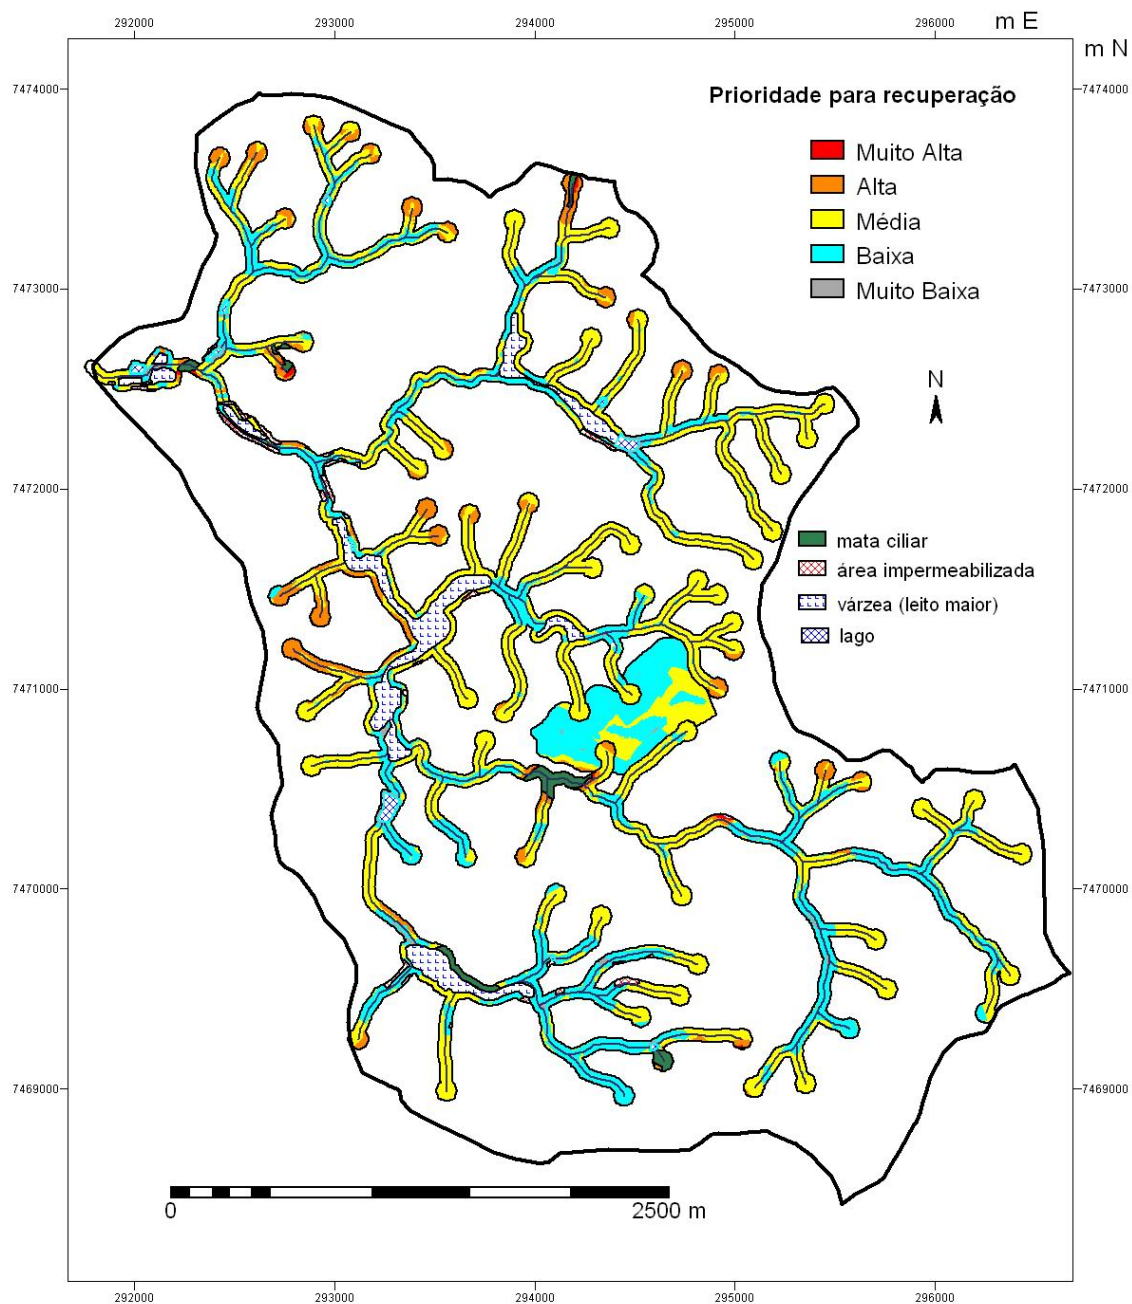 292000 293000 294000 295000 296000 m E
m N
7474000 7474000
Prioridade para recuperação
Muito Alta
Alta
Média
Baixa
Muito Baixa
7473000 7473000
N
7472000 7472000
mata ciliar
área impermeabilizada
várzea (leito maior)
lago
7471000 7471000
7470000 7470000
7469000 7469000
0 2500 m
292000 293000 294000 295000 296000